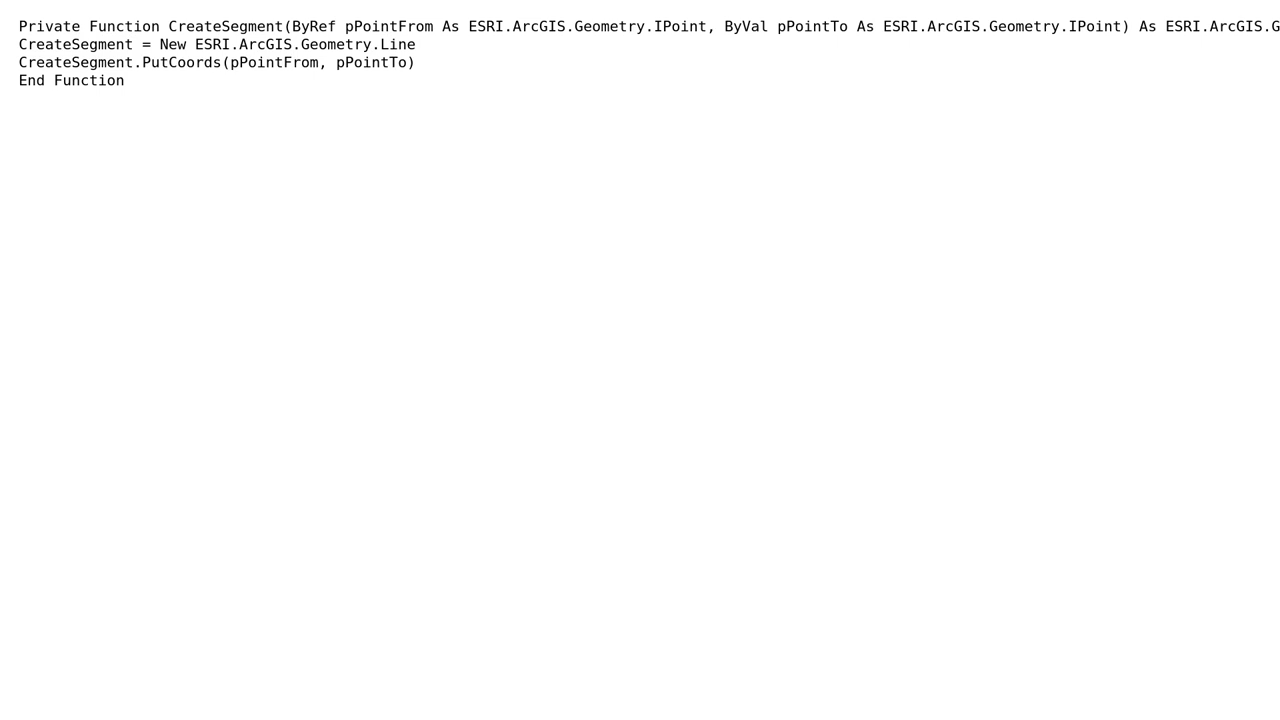 Private Function CreateSegment(ByRef pPointFrom As ESRI.ArcGIS.Geometry.IPoint, ByVal pPointTo As ESRI.ArcGIS.Geometry.IPoint) As ESRI.ArcGIS.G
CreateSegment = New ESRI.ArcGIS.Geometry.Line
CreateSegment.PutCoords(pPointFrom, pPointTo)
End Function